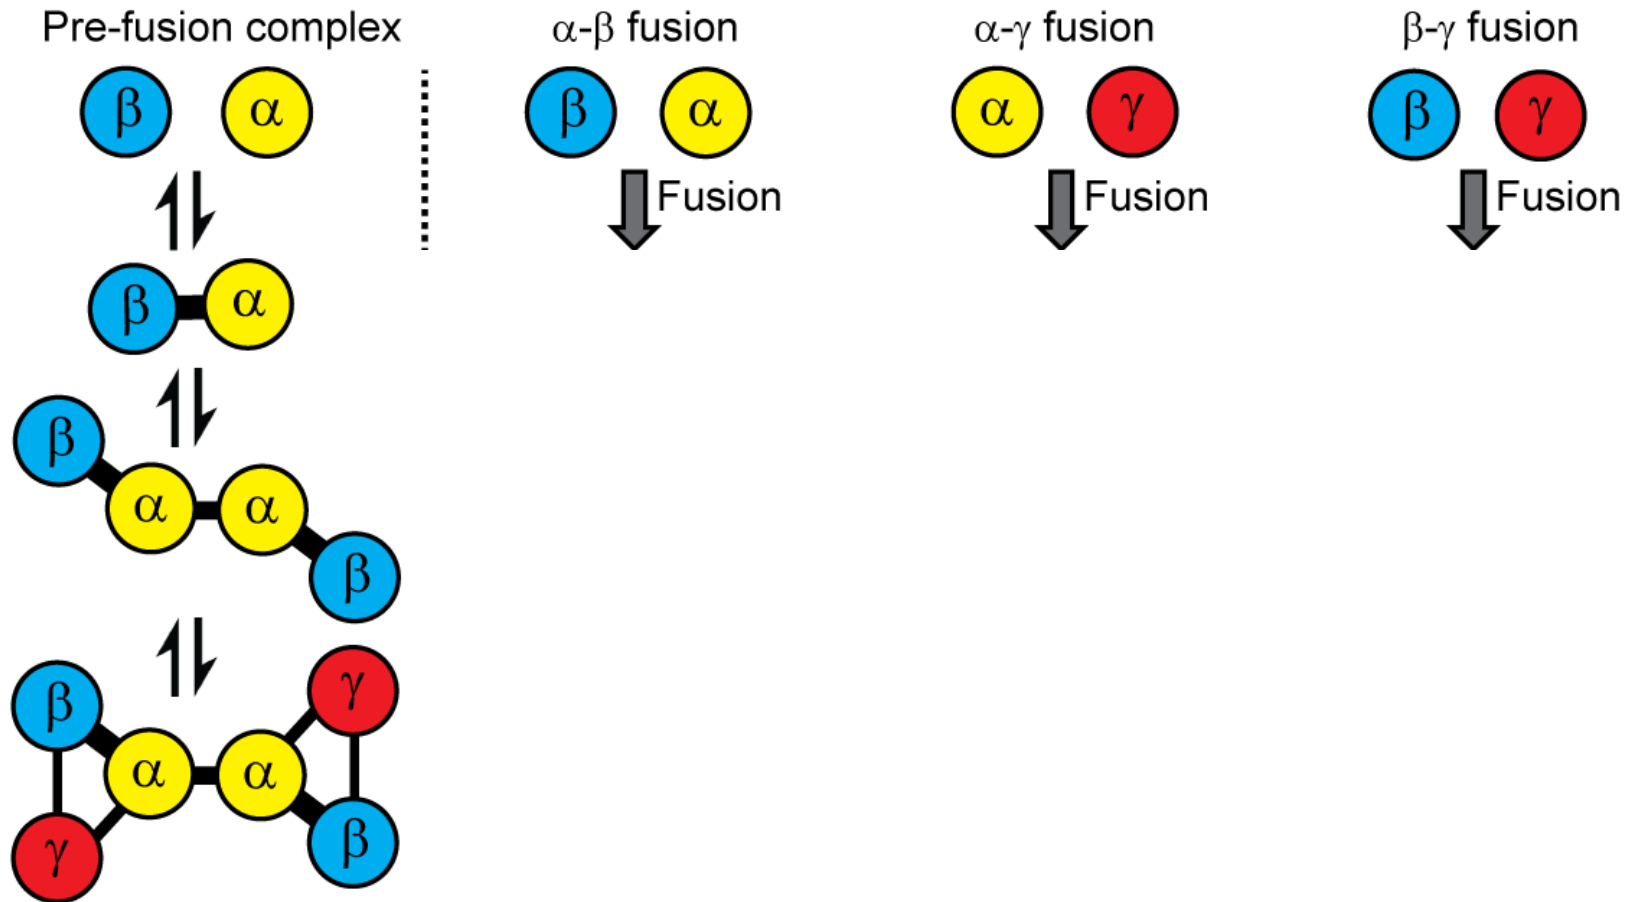 Pre-fusion complex
α-β fusion
α-γ fusion
β-γ fusion
β α
β α
α γ
β γ
Fusion
Fusion
Fusion
β α
β
α α
β
γ
β
α α
γ
β